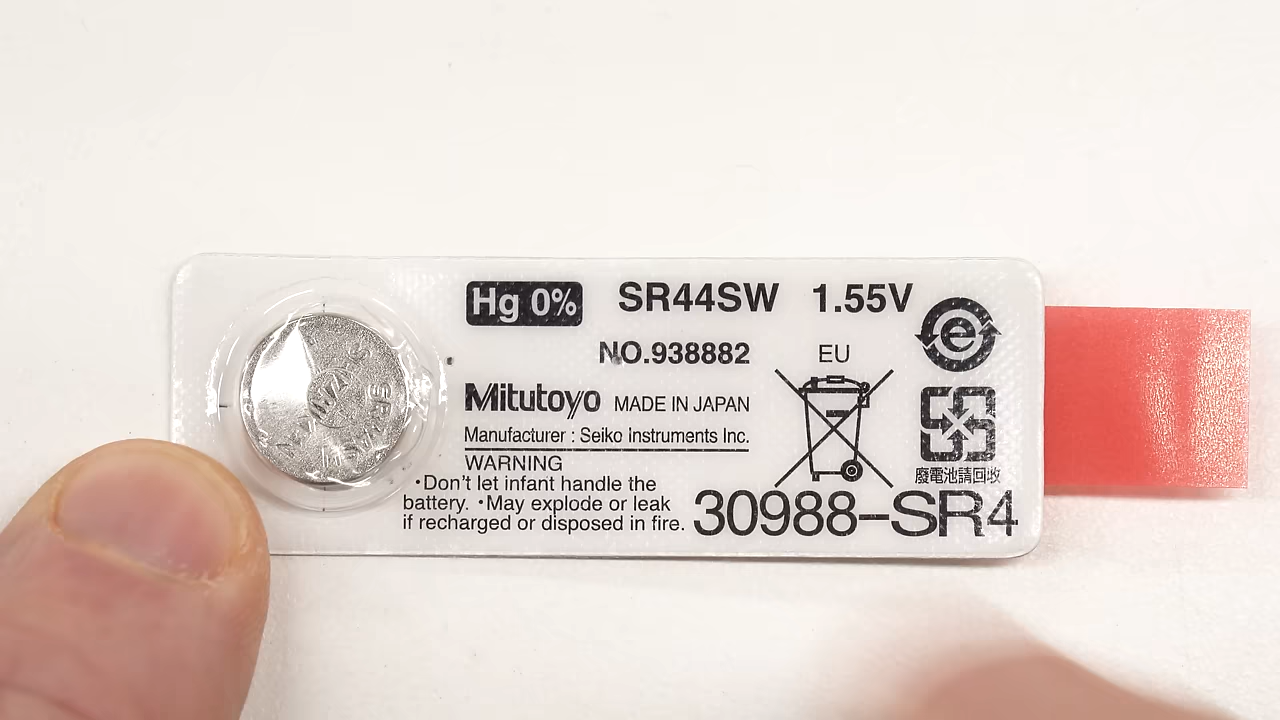 Hg 0% SR44SW 1.55V
NO.938882 EU
Mitutoyo MADE IN JAPAN
Manufacturer : Seiko Instruments Inc.
WARNING
・Don't let infant handle the
battery. ・May explode or leak
if recharged or disposed in fire.
廢電池請回收
30988-SR4